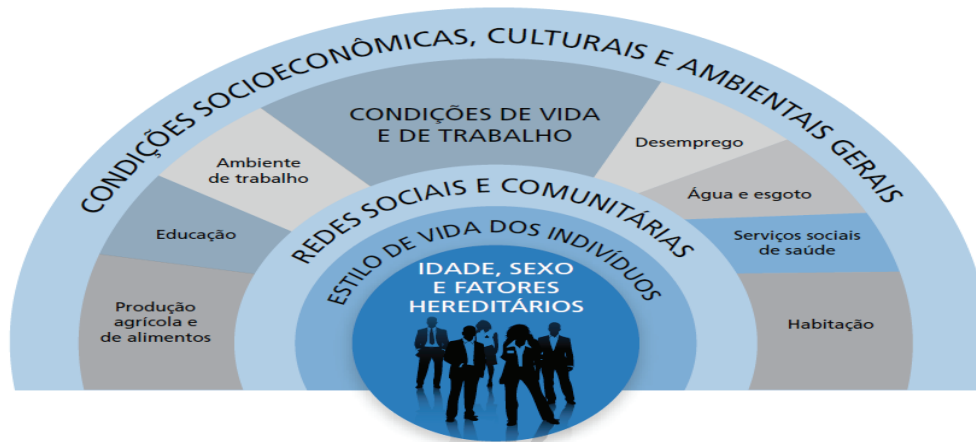 CONDIÇÕES SOCIOECONÔMICAS, CULTURAIS E AMBIENTAIS GERAIS
CONDIÇÕES DE VIDA
E DE TRABALHO
Ambiente
de trabalho
Educação
Produção
agrícola e
de alimentos
Desemprego
Água e esgoto
Serviços sociais
de saúde
Habitação
REDES SOCIAIS E COMUNITÁRIAS
ESTILO DE VIDA DOS INDIVÍDUOS
IDADE, SEXO
E FATORES
HEREDITÁRIOS